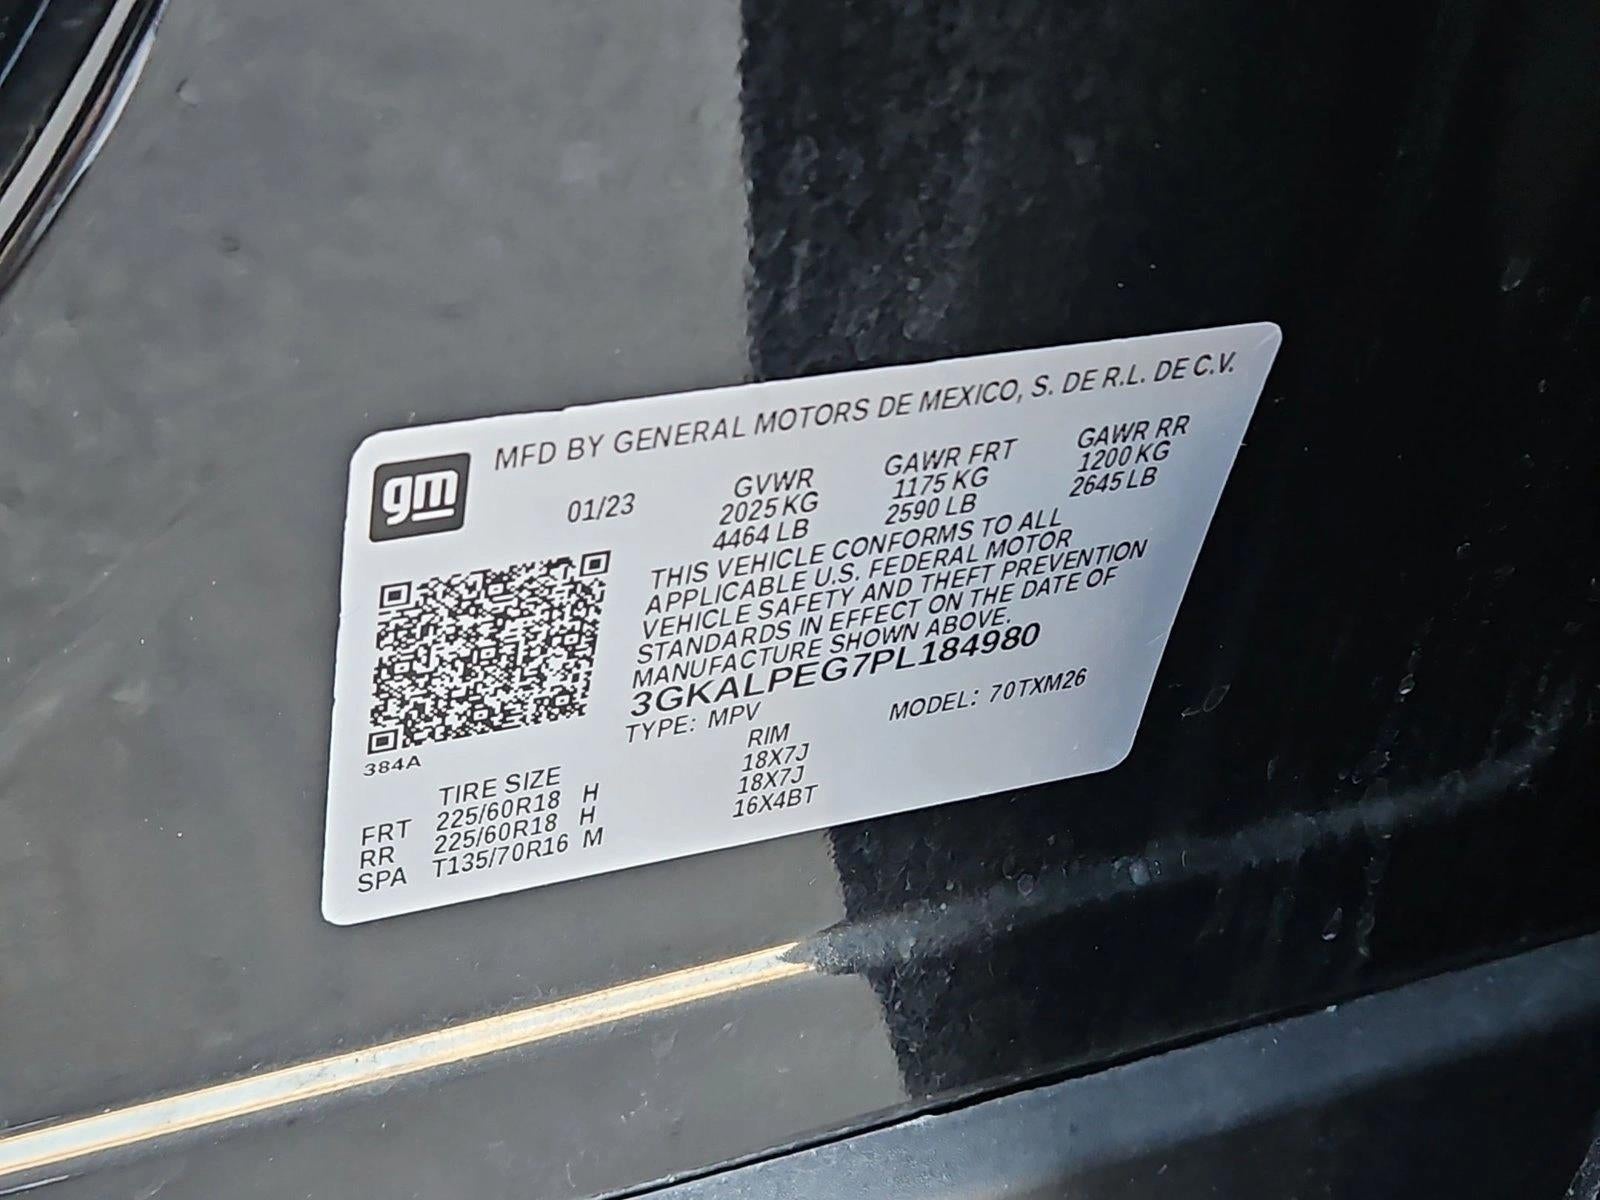 MFD BY GENERAL MOTORS DE MEXICO, S. DE R.L. DE C.V.
gm
01/23
GVWR GAWR FRT GAWR RR
2025 KG 1175 KG 1200 KG
4464 LB 2590 LB 2645 LB
THIS VEHICLE CONFORMS TO ALL
APPLICABLE U.S. FEDERAL MOTOR
VEHICLE SAFETY AND THEFT PREVENTION
STANDARDS IN EFFECT ON THE DATE OF
MANUFACTURE SHOWN ABOVE.
3GKALPEG7PL184980
TYPE: MPV MODEL: 70TXM26
384A
TIRE SIZE RIM
FRT 225/60R18 H 18X7J
RR 225/60R18 H 18X7J
SPA T135/70R16 M 16X4BT